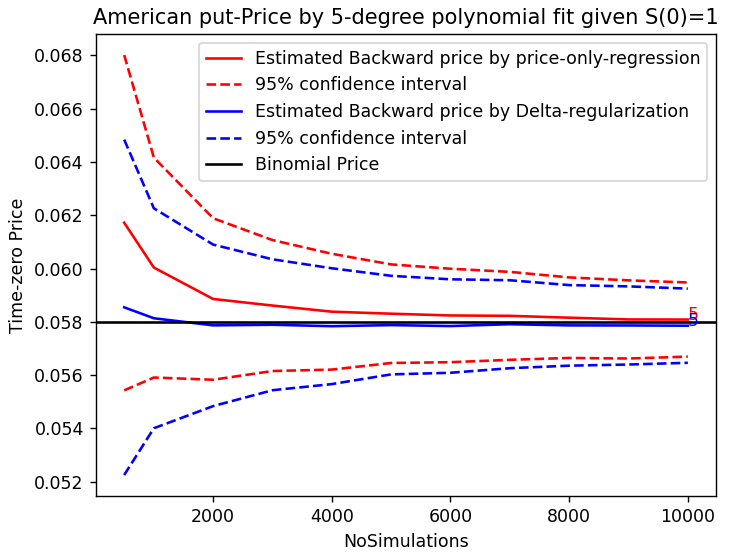 American put-Price by 5-degree polynomial fit given S(0)=1
Estimated Backward price by price-only-regression
95% confidence interval
Estimated Backward price by Delta-regularization
95% confidence interval
Binomial Price
Time-zero Price
0.068
0.066
0.064
0.062
0.060
0.058
0.056
0.054
0.052
5
5
2000 4000 6000 8000 10000
NoSimulations